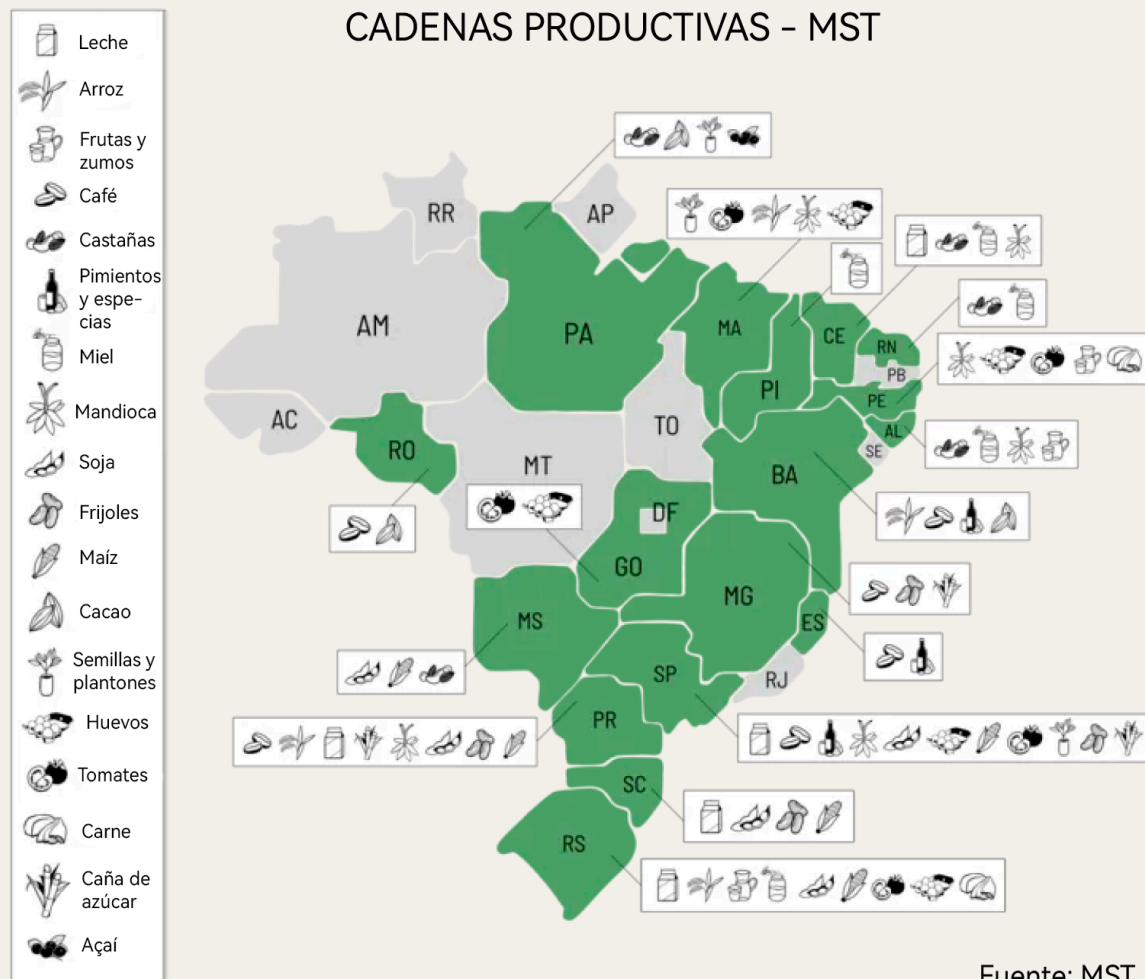 CADENAS PRODUCTIVAS - MST
Leche
Arroz
Frutas y
zumos
Café
Castañas
Pimientos
y espe-
cias
Miel
Mandioca
Soja
Frijoles
Maíz
Cacao
Semillas y
plantones
Huevos
Tomates
Carne
Caña de
azúcar
Açaí
RR
AP
AM
PA
MA
CE
RN
PB
PI
PE
AC
TO
AL
SE
RO
MT
BA
DF
GO
MG
MS
ES
SP
RJ
PR
SC
RS
Fuente: MST